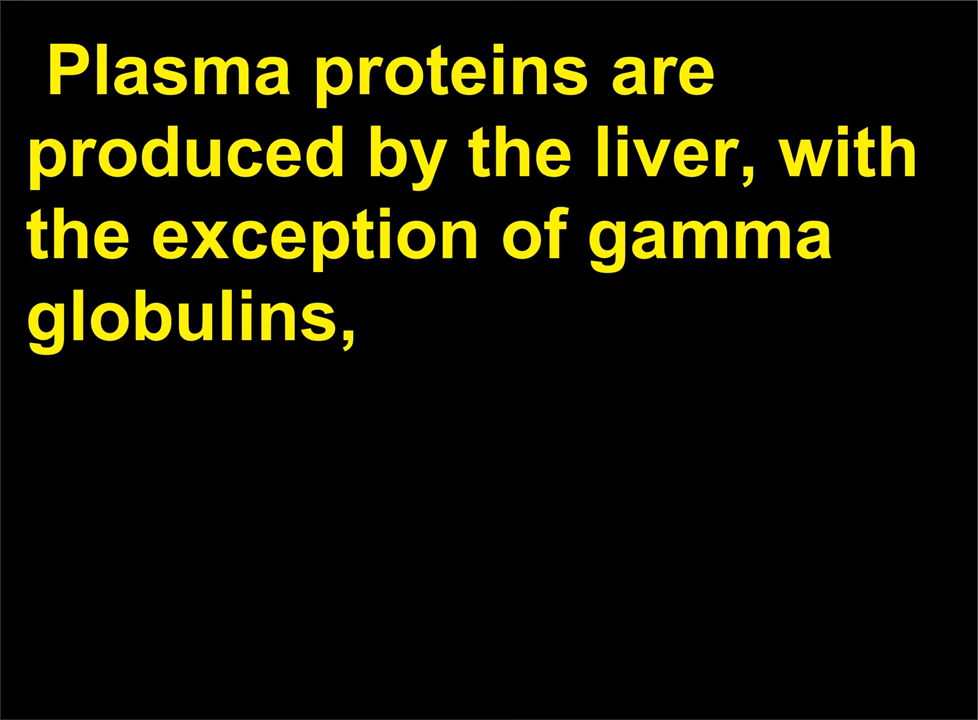 Plasma proteins are
produced by the liver, with
the exception of gamma
globulins,